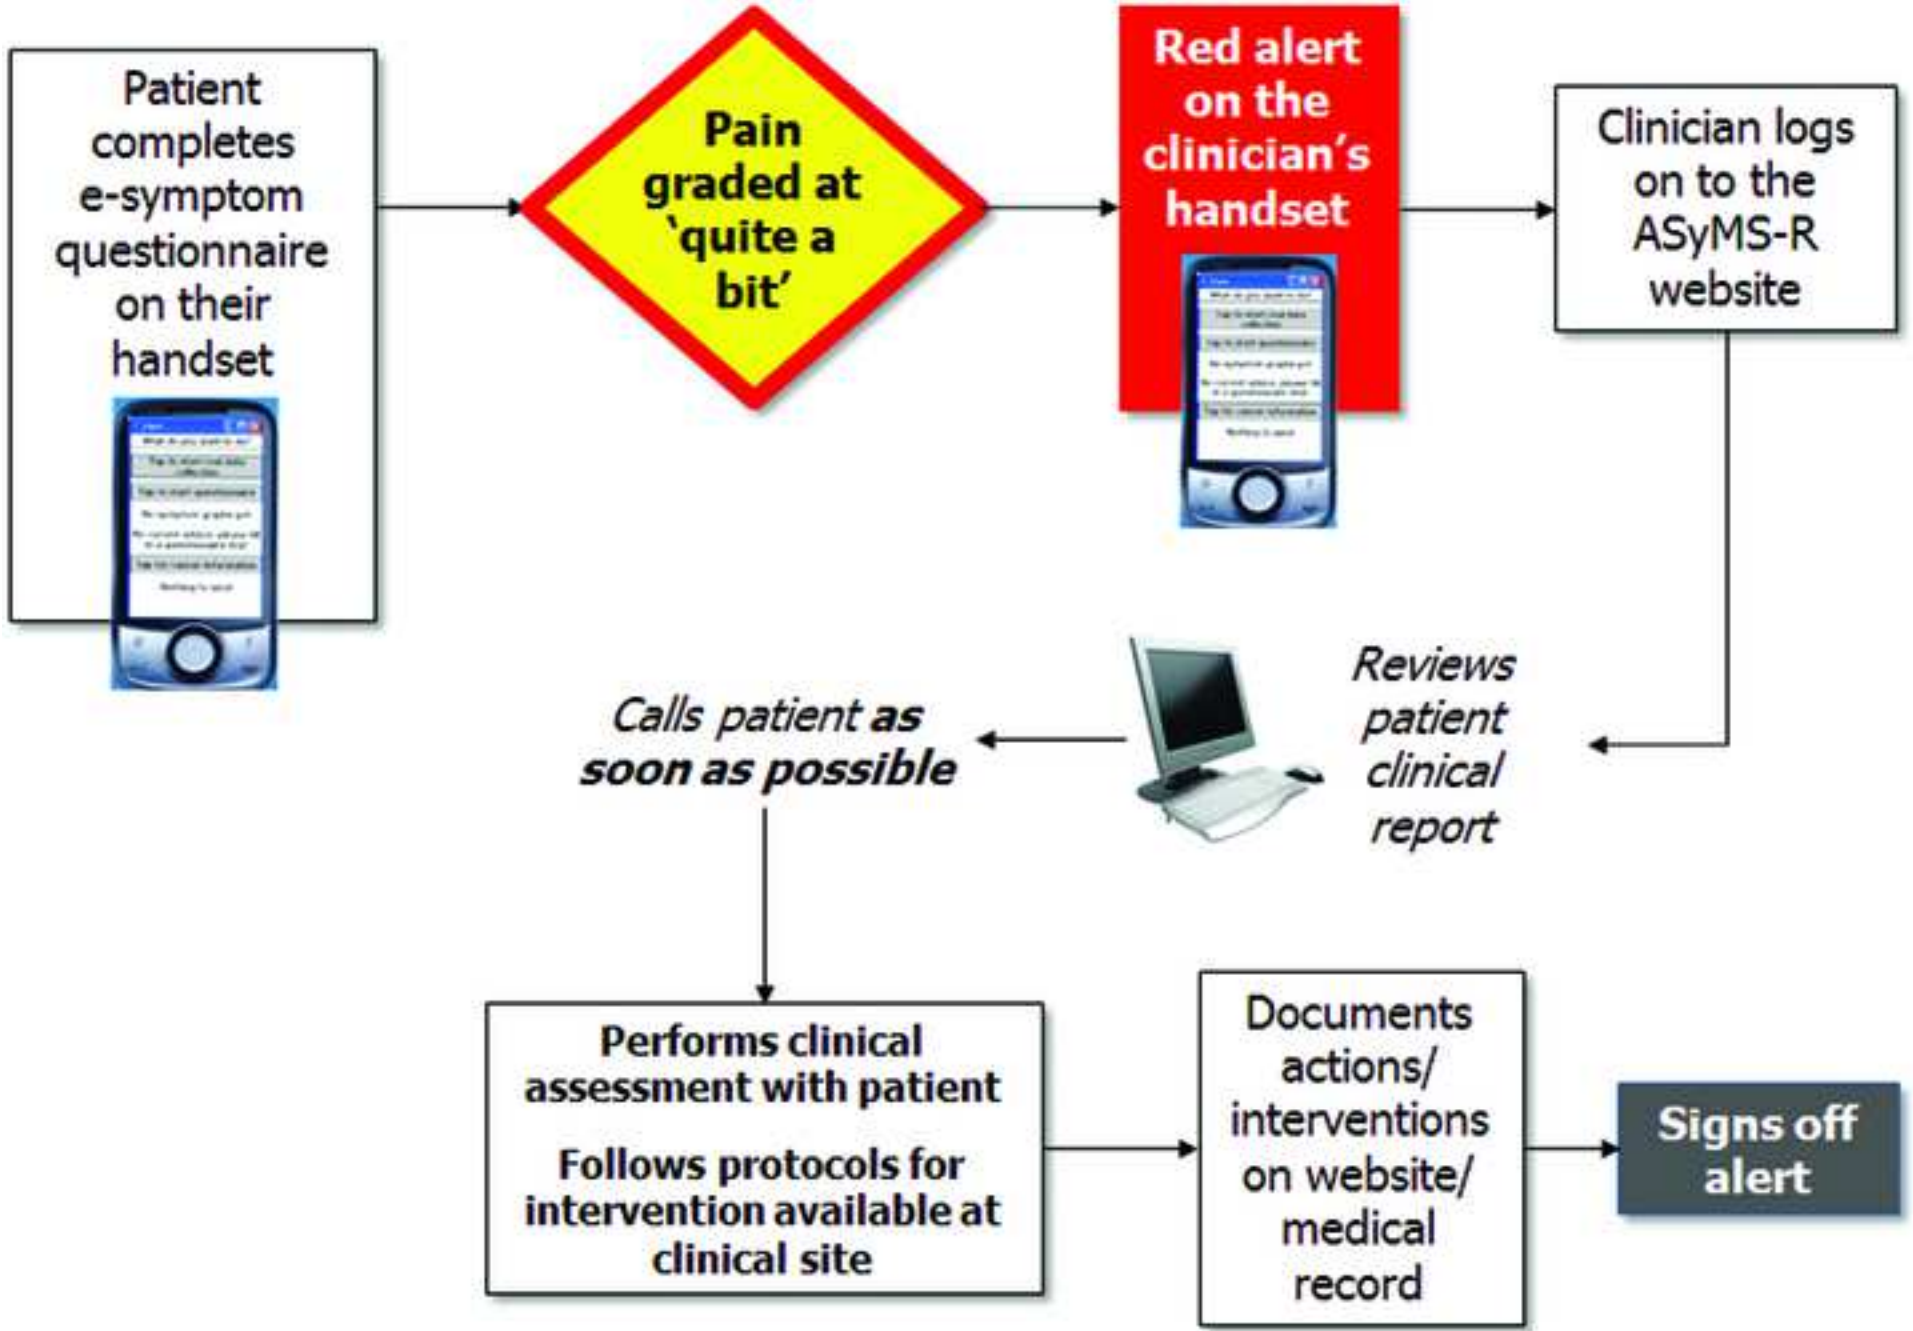 Patient
completes
e-symptom
questionnaire
on their
handset
Pain
graded at
‘quite a
bit’
Red alert
on the
clinician’s
handset
Clinician logs
on to the
ASyMS-R
website
Reviews
patient
clinical
report
Calls patient as
soon as possible
Performs clinical
assessment with patient
Follows protocols for
intervention available at
clinical site
Documents
actions/
interventions
on website/
medical
record
Signs off
alert